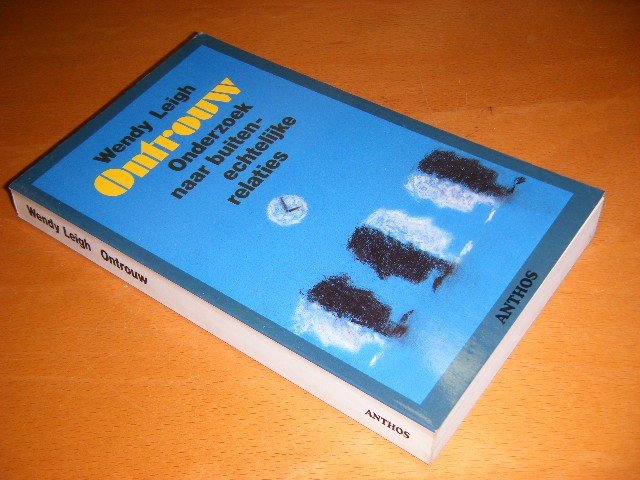 Wendy Leigh
Ontrouw
Onderzoek
naar buiten-
echtelijke
relaties
ANTHOS
Wendy Leigh Ontrouw
ANTHOS